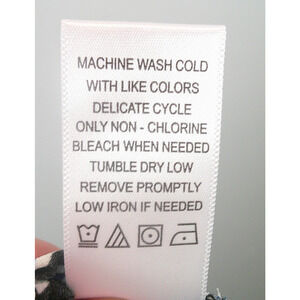 MACHINE WASH COLD
WITH LIKE COLORS
DELICATE CYCLE
ONLY NON - CHLORINE
BLEACH WHEN NEEDED
TUMBLE DRY LOW
REMOVE PROMPTLY
LOW IRON IF NEEDED